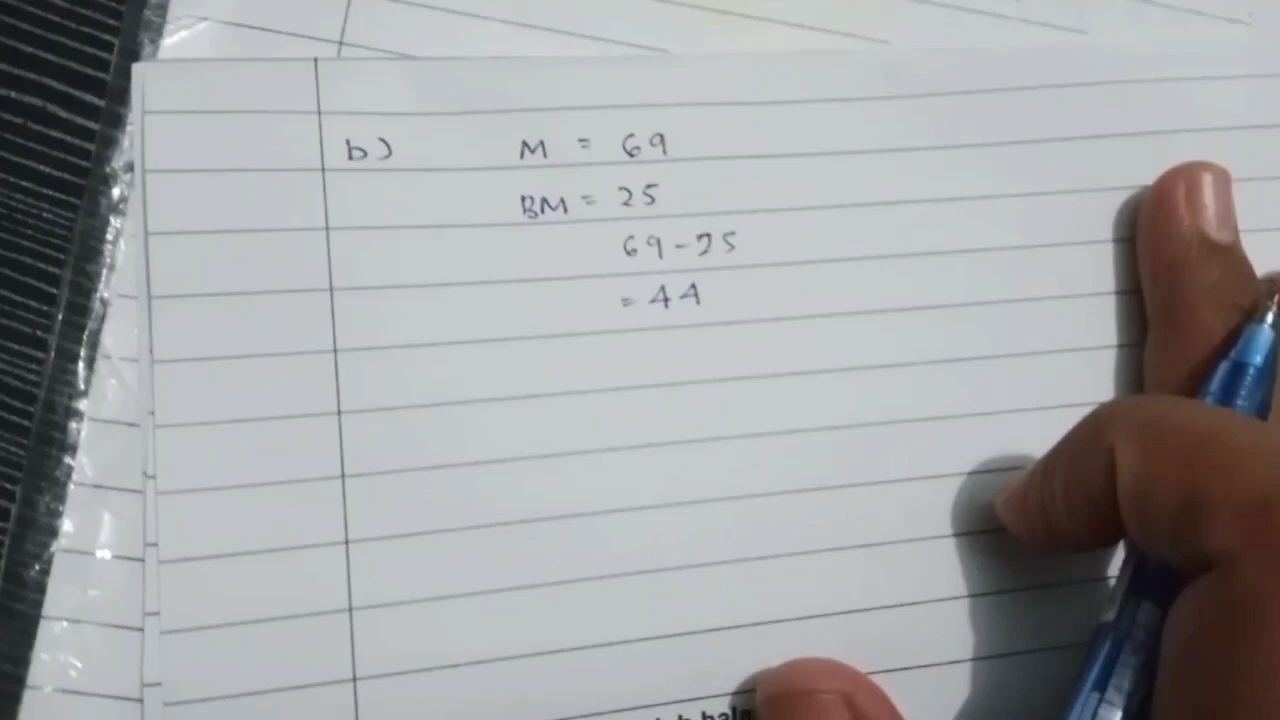 b) M = 69
BM = 25
69-25
= 44